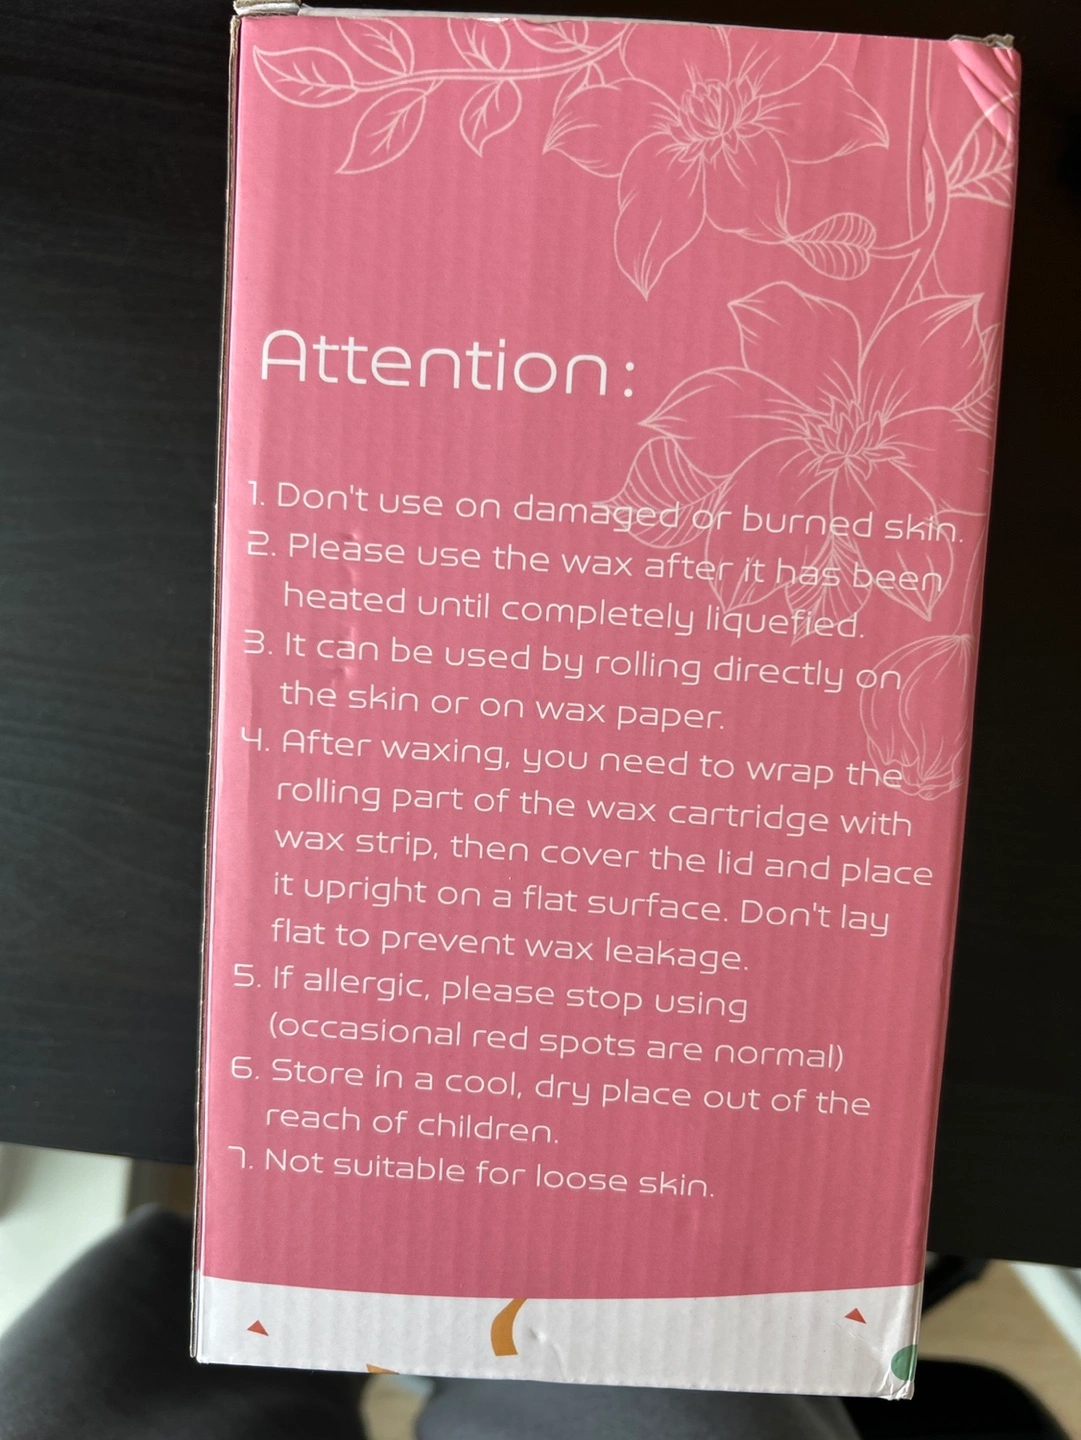 Attention:
1. Don't use on damaged or burned skin.
2. Please use the wax after it has been
heated until completely liquefied.
3. It can be used by rolling directly on
the skin or on wax paper.
4. After waxing, you need to wrap the
rolling part of the wax cartridge with
wax strip, then cover the lid and place
it upright on a flat surface. Don't lay
flat to prevent wax leakage.
5. If allergic, please stop using
(occasional red spots are normal)
6. Store in a cool, dry place out of the
reach of children.
7. Not suitable for loose skin.